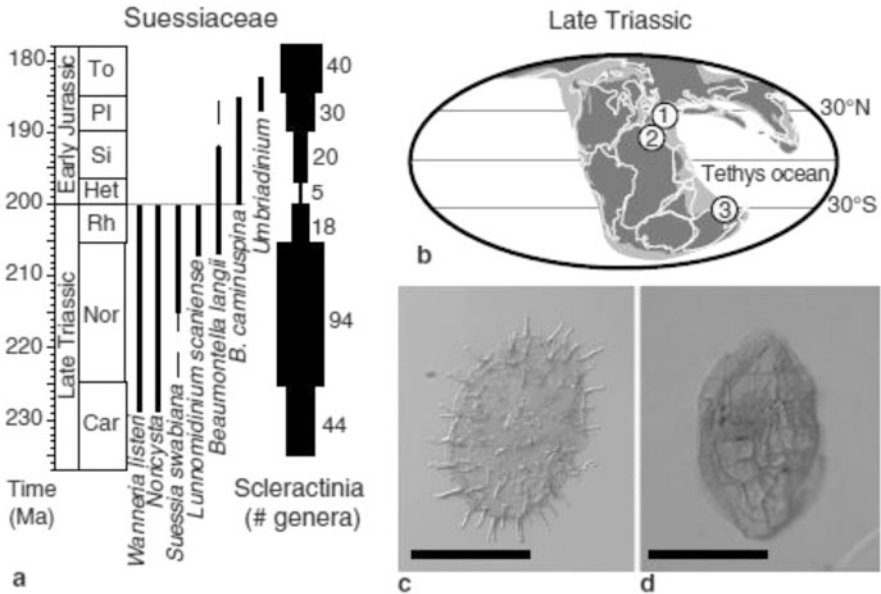 Suessiaceae
Time
(Ma)
180
190
200
210
220
230
Early Jurassic
Late Triassic
To
Pl
Si
Het
Rh
Nor
Car
Wanneria listeri
Noricysta
Suessia swabiana
Lunnomidinium scaniense
Beaumontella langii
B. caminuspina
Umbriadinium
40
30
20
5
18
94
44
Scleractinia
(# genera)
a
Late Triassic
1
2
3
30°N
Tethys ocean
30°S
b
c
d